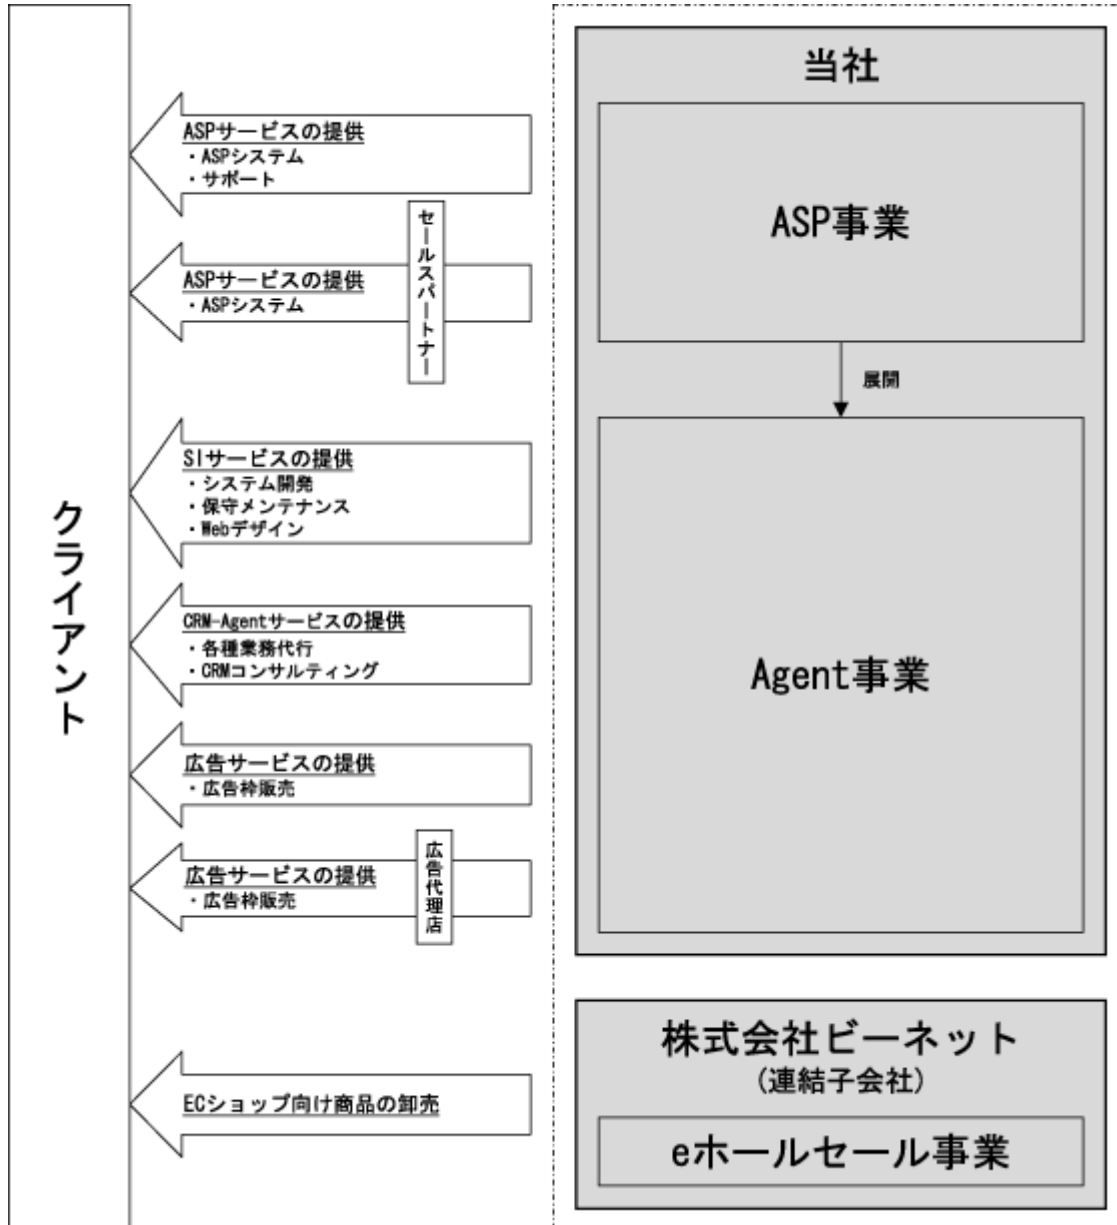 当社
ASPサービスの提供
・ASPシステム
・サポート
ASP事業
セールスパートナー
ASPサービスの提供
・ASPシステム
展開
クライアント
SIサービスの提供
・システム開発
・保守メンテナンス
・Webデザイン
CRM-Agentサービスの提供
・各種業務代行
・CRMコンサルティング
Agent事業
広告サービスの提供
・広告枠販売
広告代理店
広告サービスの提供
・広告枠販売
株式会社ビーネット
(連結子会社)
ECショップ向け商品の卸売
eホールセール事業